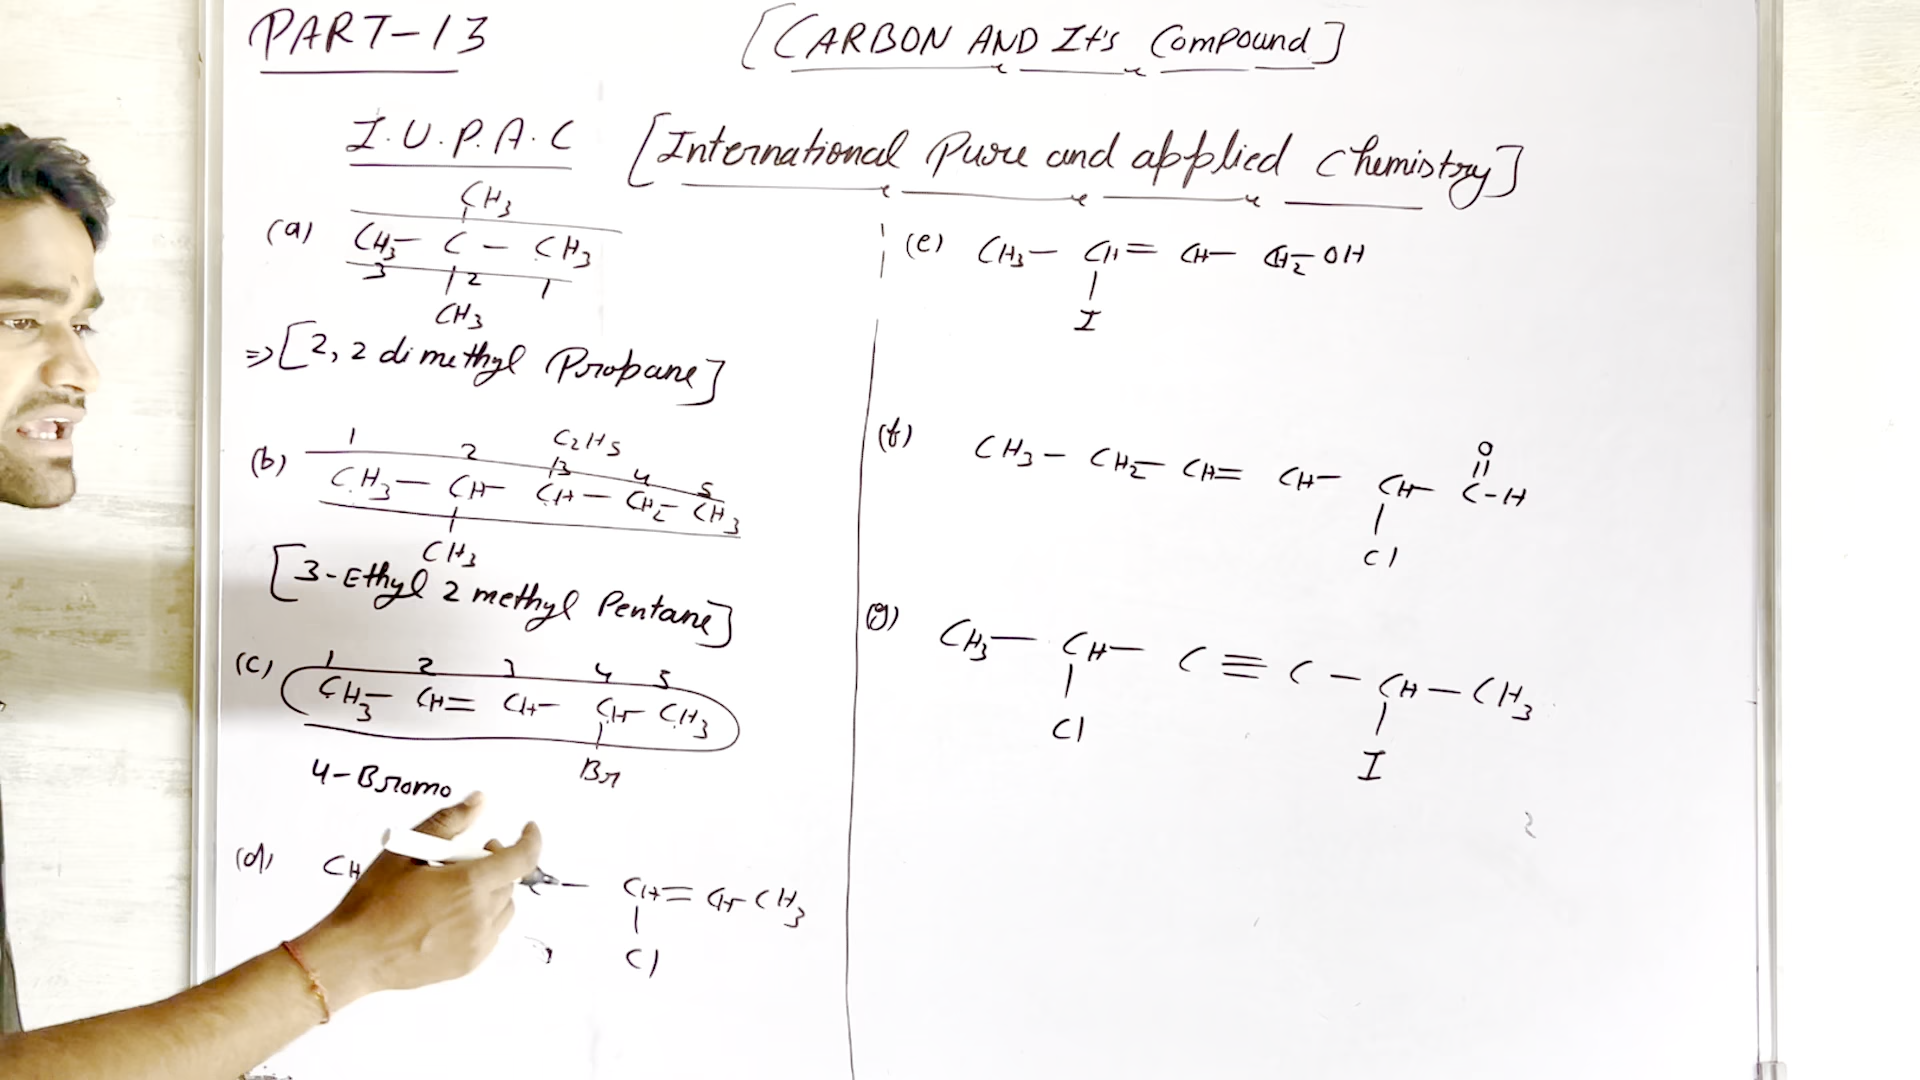 PART-13
[CARBON AND It's Compound]
I.U.P.A.C [International Pure and applied Chemistry]
CH3
(a) CH3- C - CH3
3 2 1
CH3
⇒ [2, 2 dimethyl Propane]
1 2 C2H5
3 4 5
(b) CH3- CH- CH- CH2- CH3
CH3
[3-Ethyl 2 methyl Pentane]
1 2 3 4 5
(c) CH3- CH= CH- CH- CH3
Br
4-Bromo
(d) CH - CH= CH- CH3
Cl
(e) CH3- CH= CH- CH2- OH
I
O
(f) CH3- CH2- CH= CH- CH- C-H
Cl
(g) CH3- CH- C ≡ C - CH- CH3
Cl I